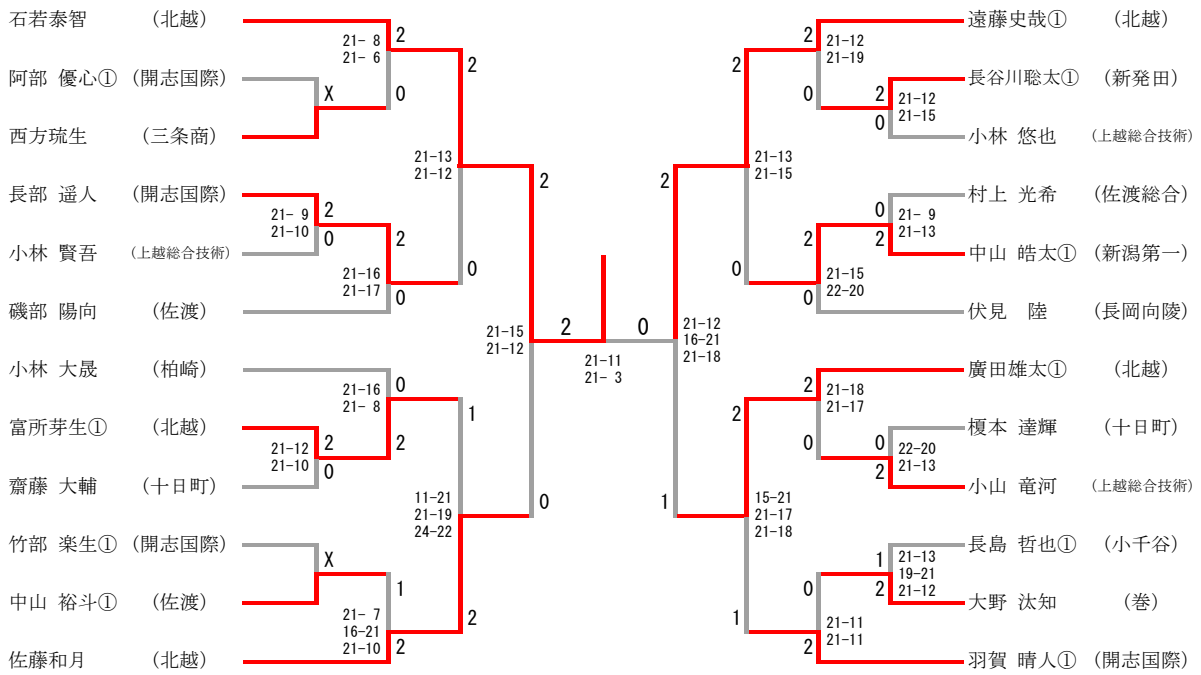 石若泰智 (北越)
阿部 優心① (開志国際)
西方琉生 (三条商)
長部 遥人 (開志国際)
小林 賢吾 (上越総合技術)
磯部 陽向 (佐渡)
小林 大晟 (柏崎)
富所芽生① (北越)
齋藤 大輔 (十日町)
竹部 楽生① (開志国際)
中山 裕斗① (佐渡)
佐藤和月 (北越)
21- 8 2
21- 6
0
X
2
21- 9 2
21-10 0
2
21-16
21-17 0
21-13
21-12
0
2
21-16 0
21- 8
2
21-12 2
21-10 0
1
11-21
21-19
24-22
X
1
21- 7
16-21
21-10 2
2
0
21-15
21-12
2 0
21-11
21- 3
21-12
16-21
21-18
2
1
2
21-13
21-15
0
2 21-12
21-19
0
2 21-12
0 21-15
0 21- 9
2 21-13
2
21-15
0 22-20
2
15-21
21-17
21-18
1
2 21-18
21-17
0
0 22-20
2 21-13
1 21-13
19-21
2 21-12
0
21-11
2 21-11
遠藤史哉① (北越)
長谷川聡太① (新発田)
小林 悠也 (上越総合技術)
村上 光希 (佐渡総合)
中山 皓太① (新潟第一)
伏見 陸 (長岡向陵)
廣田雄太① (北越)
榎本 達輝 (十日町)
小山 竜河 (上越総合技術)
長島 哲也① (小千谷)
大野 汰知 (巻)
羽賀 晴人① (開志国際)